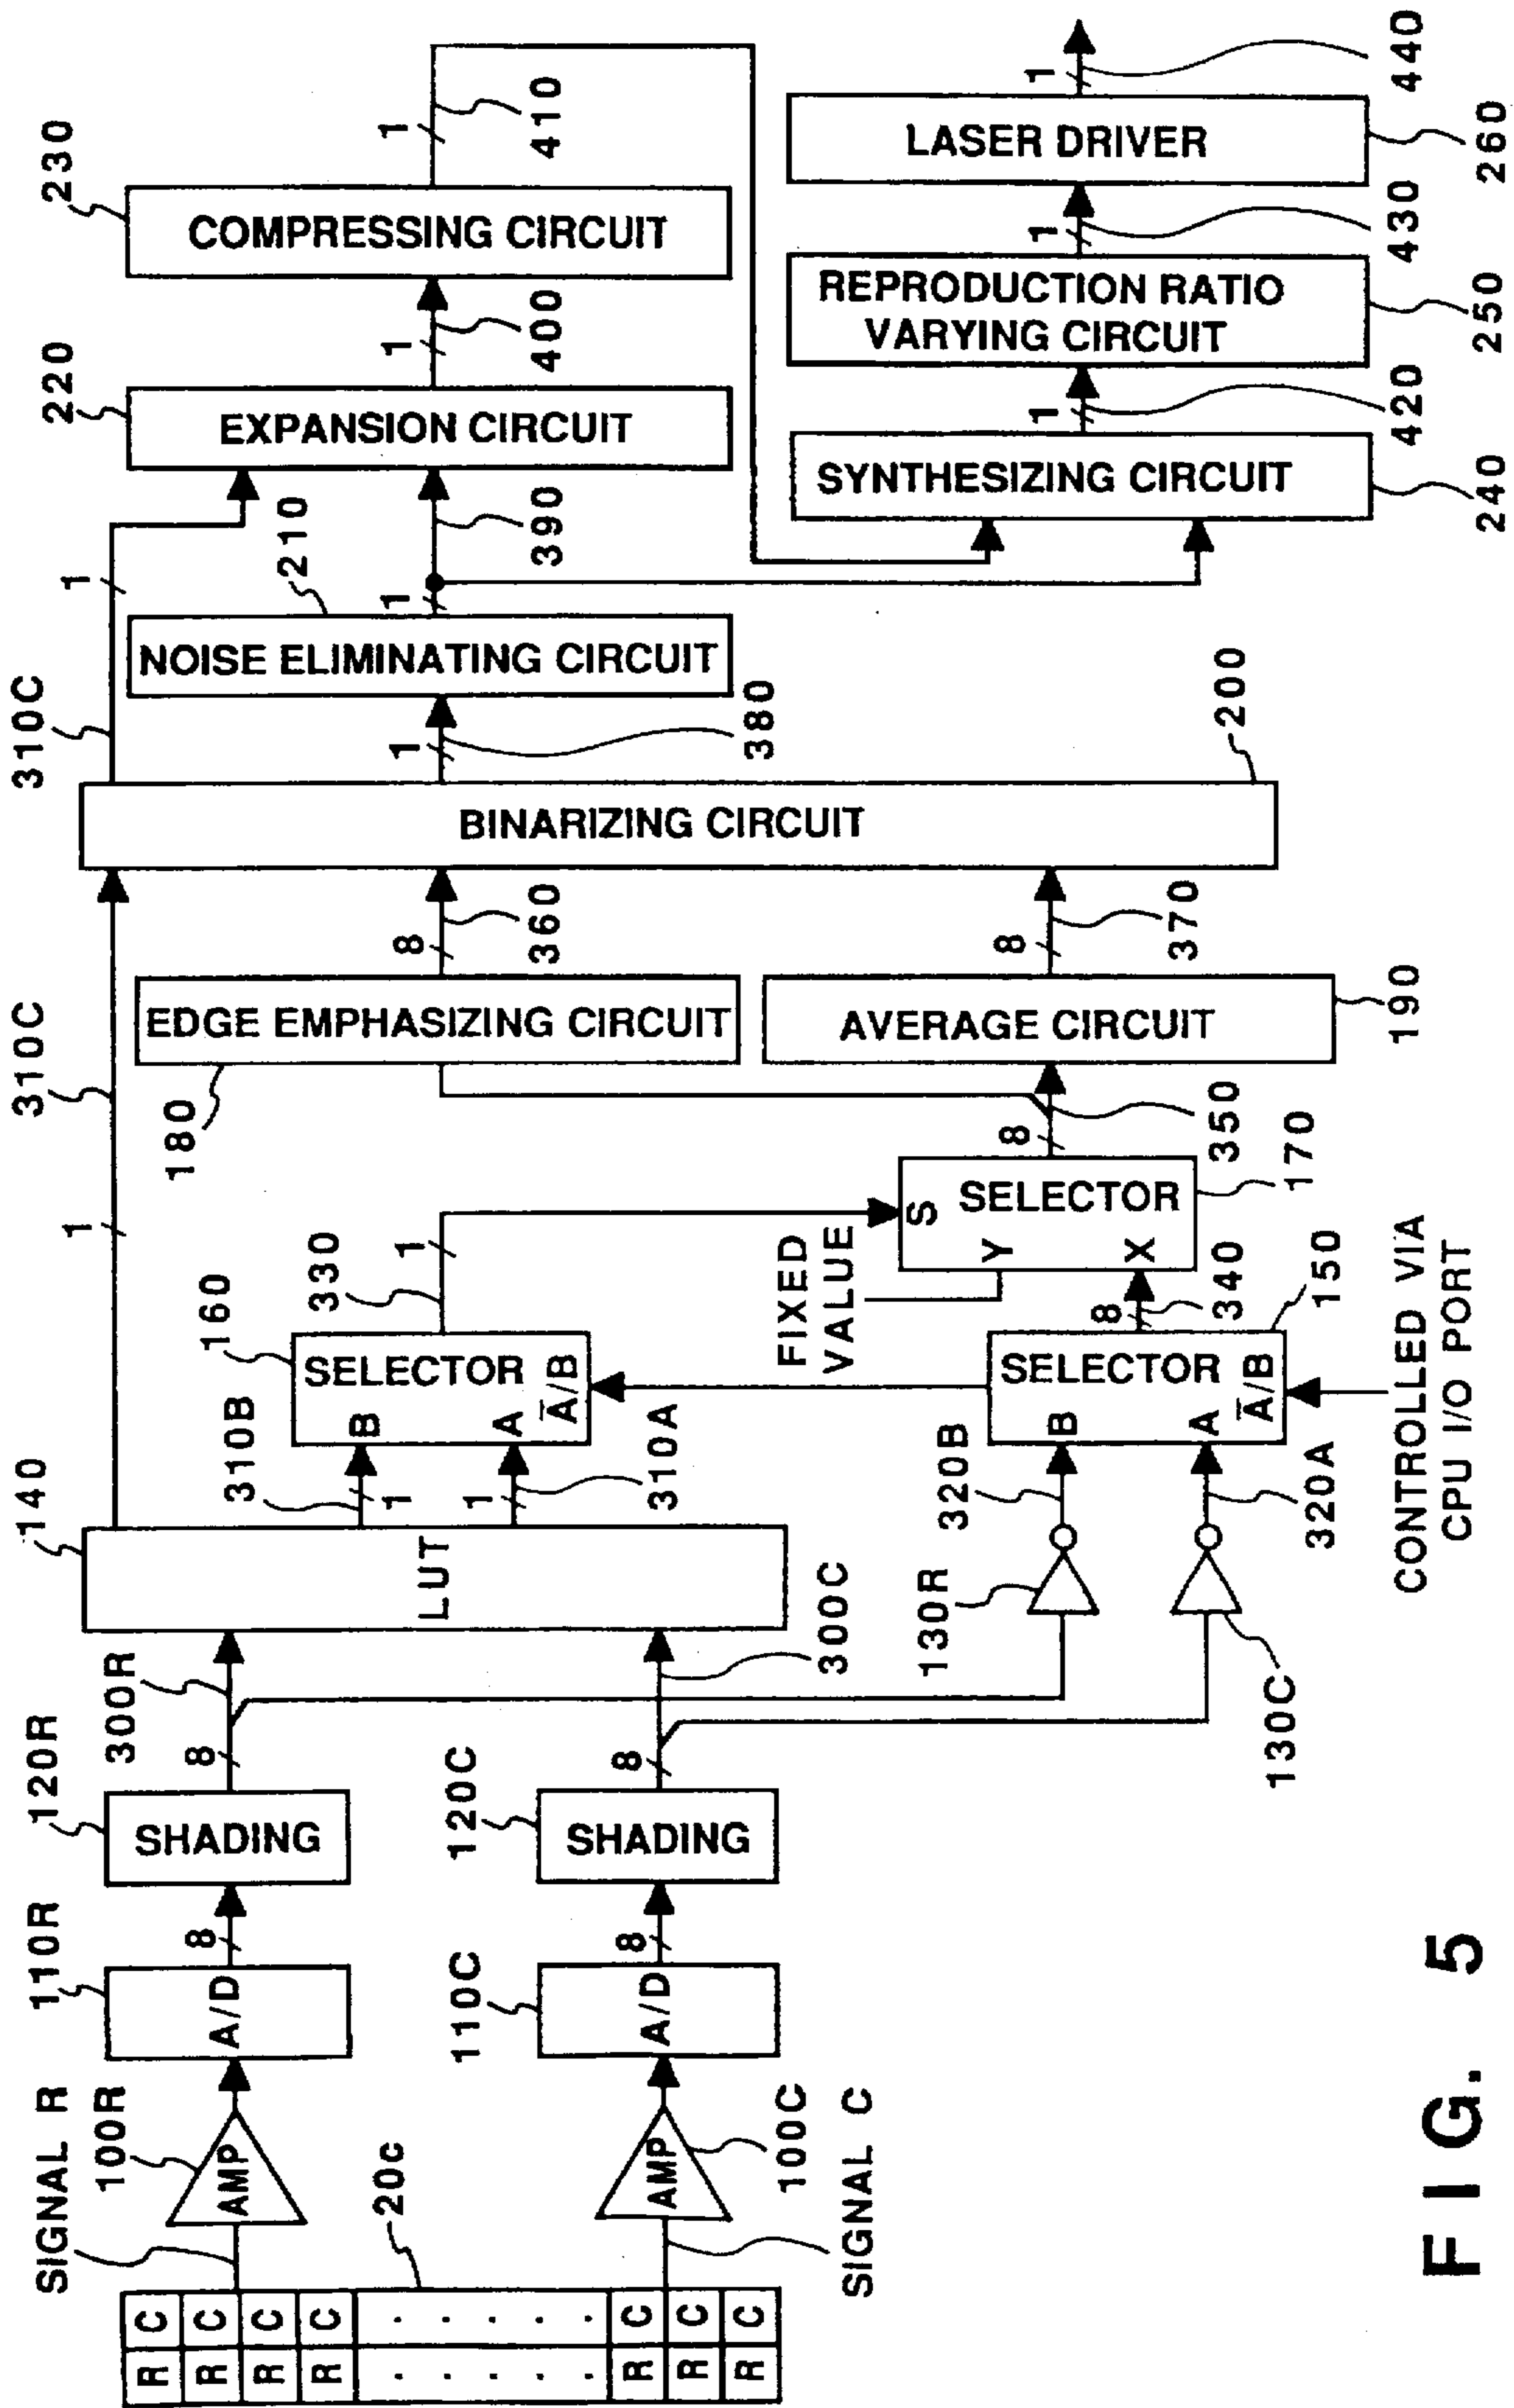 SIGNAL R
100R
AMP
110R
A/D
8
120R
SHADING
8
300R
R C
R C
R C
R C
. .
. .
. .
. .
. .
R C
R C
R C
20c
SIGNAL C
100C
AMP
110C
A/D
8
120C
SHADING
8
300C
140
LUT
310C
1
310B
1
310A
1
160
SELECTOR
B
A
A̅/B
330
1
130R
130C
320B
320A
150
SELECTOR
B
A
A̅/B
CONTROLLED VIA
CPU I/O PORT
8
340
FIXED
VALUE
170
SELECTOR
S
Y
X
8
350
180
EDGE EMPHASIZING CIRCUIT
8
360
190
AVERAGE CIRCUIT
8
370
200
BINARIZING CIRCUIT
310C
1
1
380
210
NOISE ELIMINATING CIRCUIT
1
390
220
EXPANSION CIRCUIT
1
400
230
COMPRESSING CIRCUIT
1
410
240
SYNTHESIZING CIRCUIT
1
420
250
REPRODUCTION RATIO
VARYING CIRCUIT
1
430
260
LASER DRIVER
1
440
FIG. 5